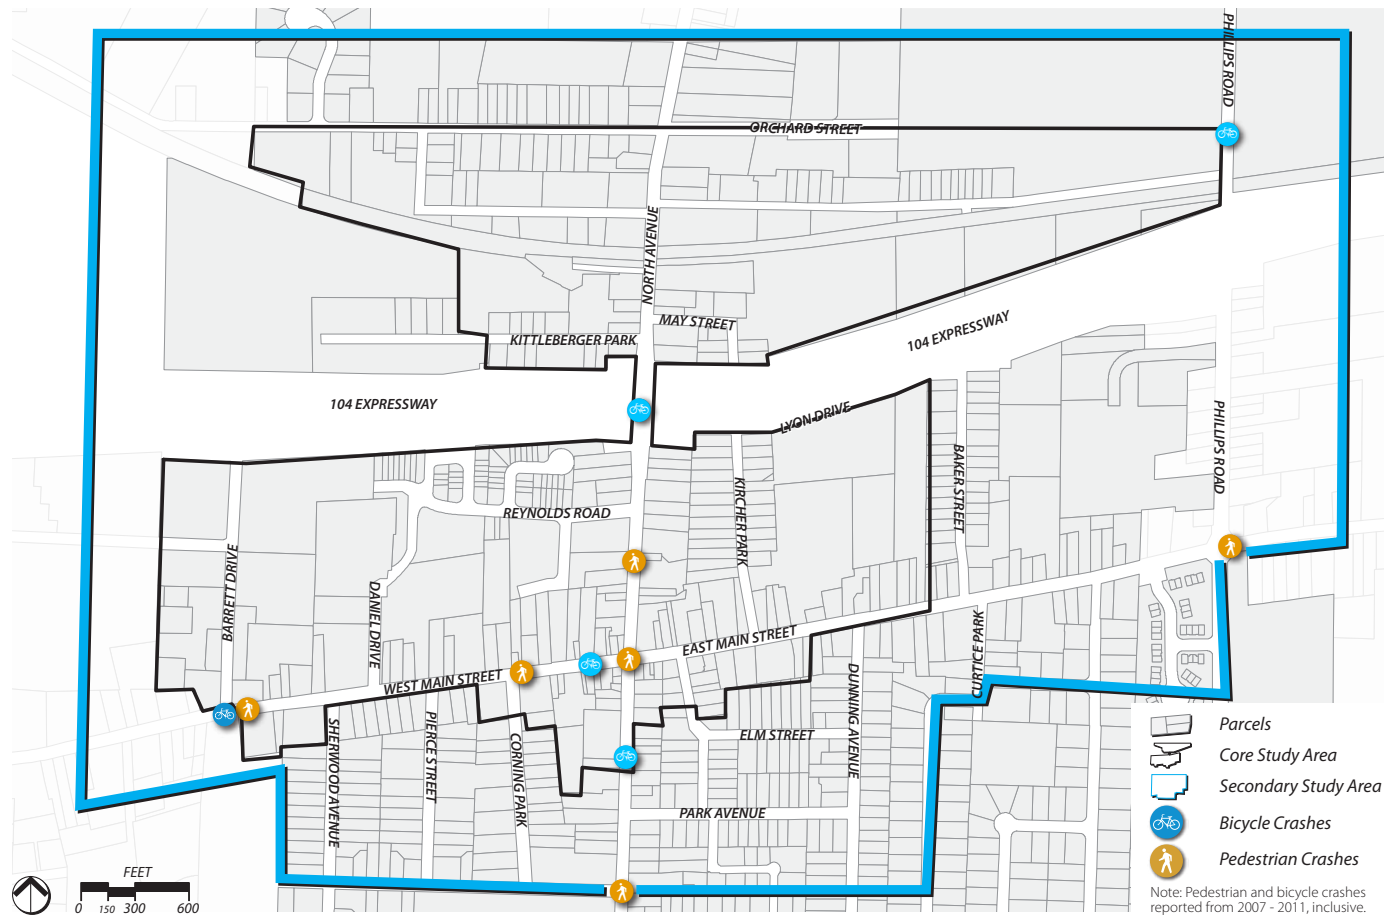 PHILLIPS ROAD
ORCHARD STREET
NORTH AVENUE
MAY STREET
KITTLEBERGER PARK
104 EXPRESSWAY
104 EXPRESSWAY
LYON DRIVE
PHILLIPS ROAD
BAKER STREET
KIRCHER PARK
REYNOLDS ROAD
BARRETT DRIVE
DANIEL DRIVE
EAST MAIN STREET
WEST MAIN STREET
CURTICE PARK
DUNNING AVENUE
SHERWOOD AVENUE
PIERCE STREET
CORNING PARK
ELM STREET
PARK AVENUE
Parcels
Core Study Area
Secondary Study Area
Bicycle Crashes
Pedestrian Crashes
Note: Pedestrian and bicycle crashes
reported from 2007 - 2011, inclusive.
FEET
0 150 300 600